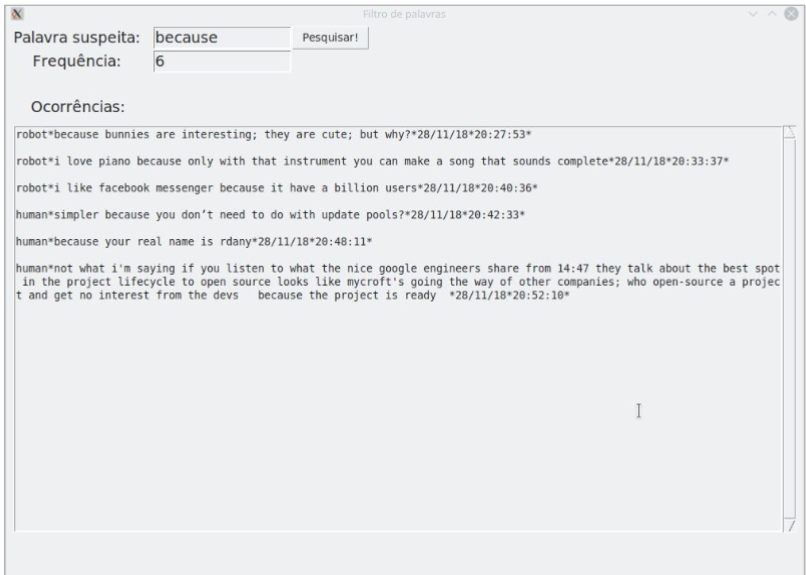 Filtro de palavras
Palavra suspeita: because Pesquisar!
Frequência: 6
Ocorrências:
robot*because bunnies are interesting; they are cute; but why?*28/11/18*20:27:53*
robot*i love piano because only with that instrument you can make a song that sounds complete*28/11/18*20:33:37*
robot*i like facebook messenger because it have a billion users*28/11/18*20:40:36*
human*simpler because you don’t need to do with update pools?*28/11/18*20:42:33*
human*because your real name is rdany*28/11/18*20:48:11*
human*not what i'm saying if you listen to what the nice google engineers share from 14:47 they talk about the best spot
in the project lifecycle to open source looks like mycroft's going the way of other companies; who open-source a projec
t and get no interest from the devs   because the project is ready  *28/11/18*20:52:10*